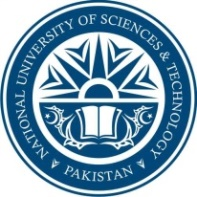 NATIONAL UNIVERSITY OF SCIENCES & TECHNOLOGY
PAKISTAN